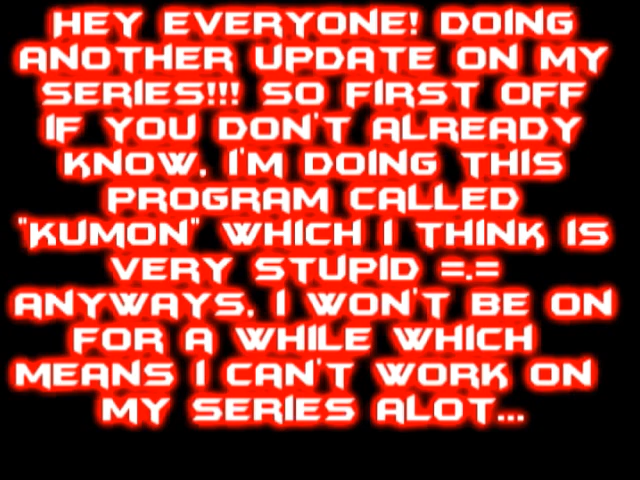 HEY EVERYONE! DOING
ANOTHER UPDATE ON MY
SERIES!!! SO FIRST OFF
IF YOU DON'T ALREADY
KNOW, I'M DOING THIS
PROGRAM CALLED
"KUMON" WHICH I THINK IS
VERY STUPID =.=
ANYWAYS, I WON'T BE ON
FOR A WHILE WHICH
MEANS I CAN'T WORK ON
MY SERIES ALOT...